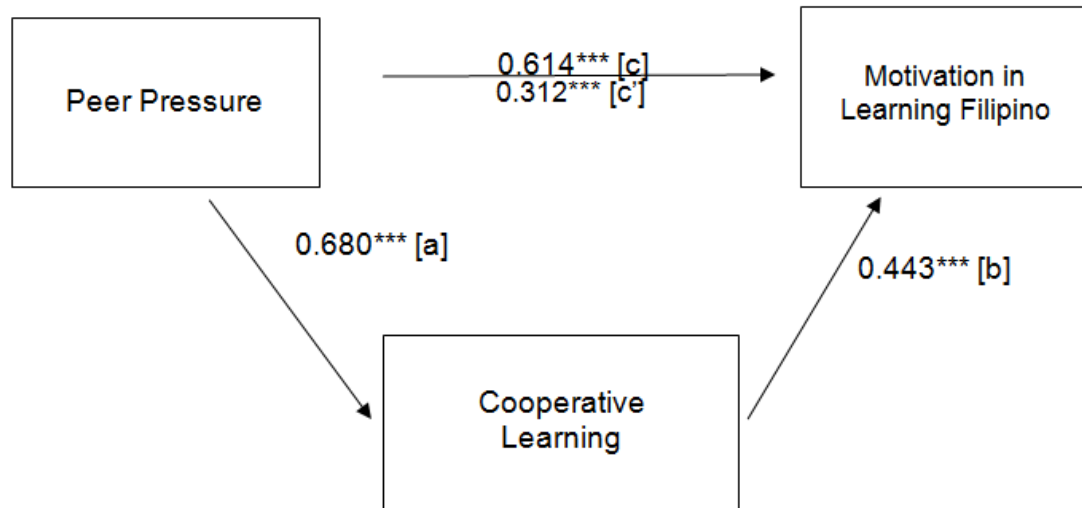 Peer Pressure
0.614*** [c]
0.312*** [c']
Motivation in
Learning Filipino
0.680*** [a]
0.443*** [b]
Cooperative
Learning